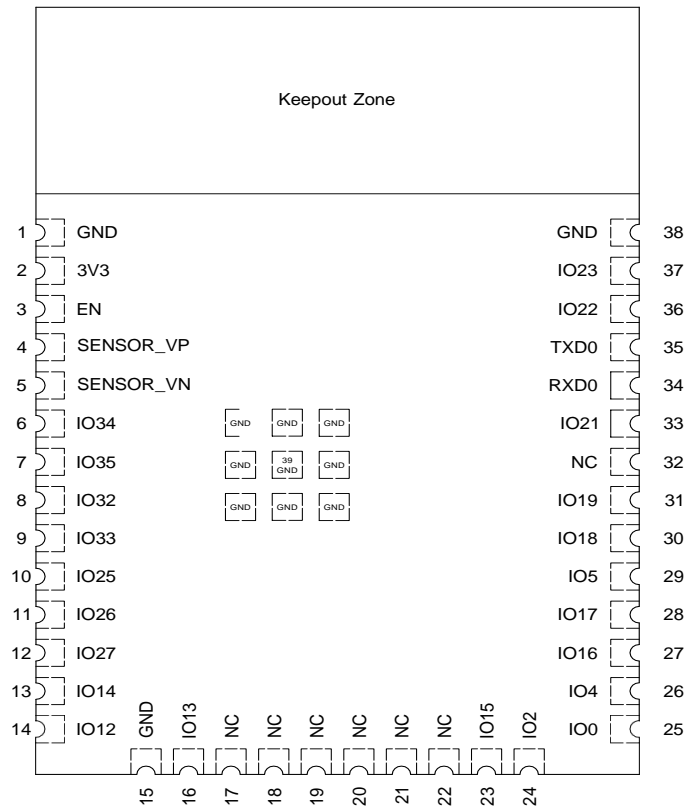 Keepout Zone
1 GND GND 38
2 3V3 IO23 37
3 EN IO22 36
4 SENSOR_VP TXD0 35
5 SENSOR_VN RXD0 34
6 IO34 GND GND GND IO21 33
7 IO35 GND 39 GND GND NC 32
8 IO32 GND GND GND IO19 31
9 IO33 IO18 30
10 IO25 IO5 29
11 IO26 IO17 28
12 IO27 IO16 27
13 IO14 IO4 26
14 IO12 IO0 25
GND IO13 NC NC NC NC NC NC IO15 IO2
15 16 17 18 19 20 21 22 23 24